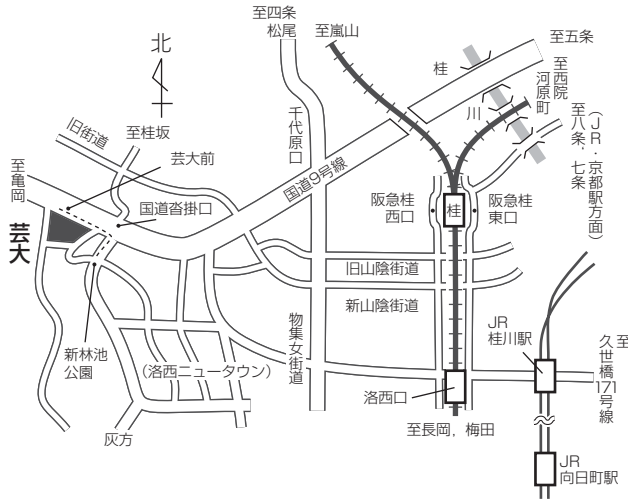 至四条
松尾
至嵐山
至五条
北
桂
川
至西院
河原町
至八条、七条
（JR・京都駅方面）
旧街道
至桂坂
千代原口
芸大前
至亀岡
国道沓掛口
国道9号線
芸大
阪急桂
西口
桂
阪急桂
東口
旧山陰街道
新山陰街道
新林池
公園
（洛西ニュータウン）
物集女街道
JR
桂川駅
至
久世橋
171号線
洛西口
灰方
至長岡，梅田
JR
向日町駅